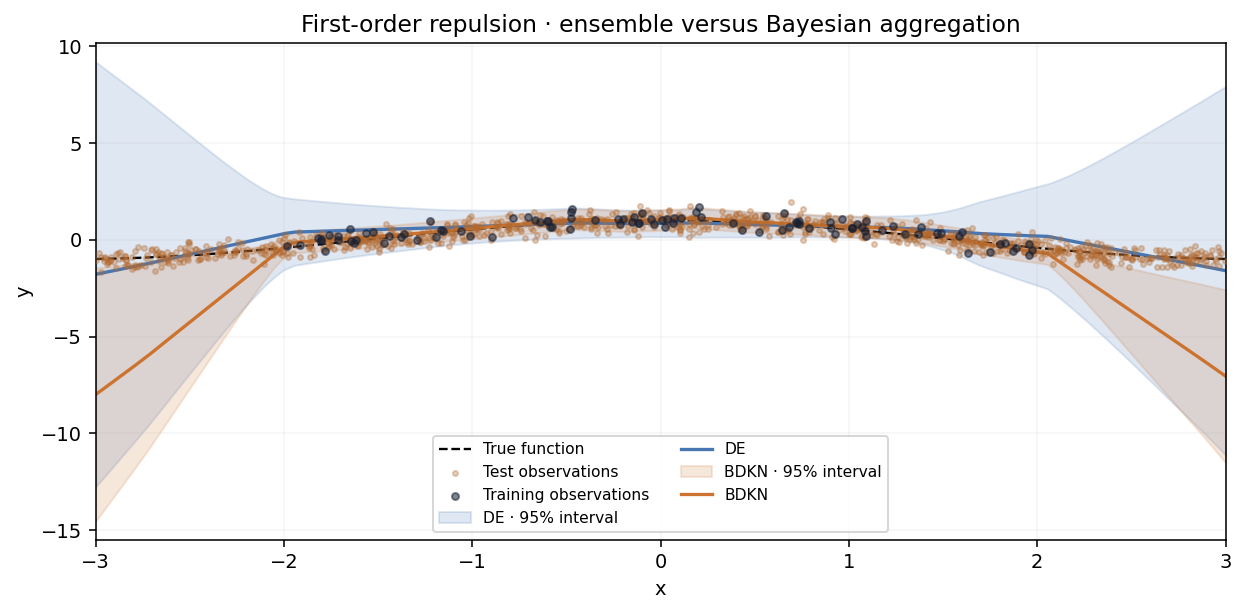 First-order repulsion · ensemble versus Bayesian aggregation
10
5
0
−5
−10
−15
y
True function
Test observations
Training observations
DE · 95% interval
DE
BDKN · 95% interval
BDKN
−3
−2
−1
0
1
2
3
x